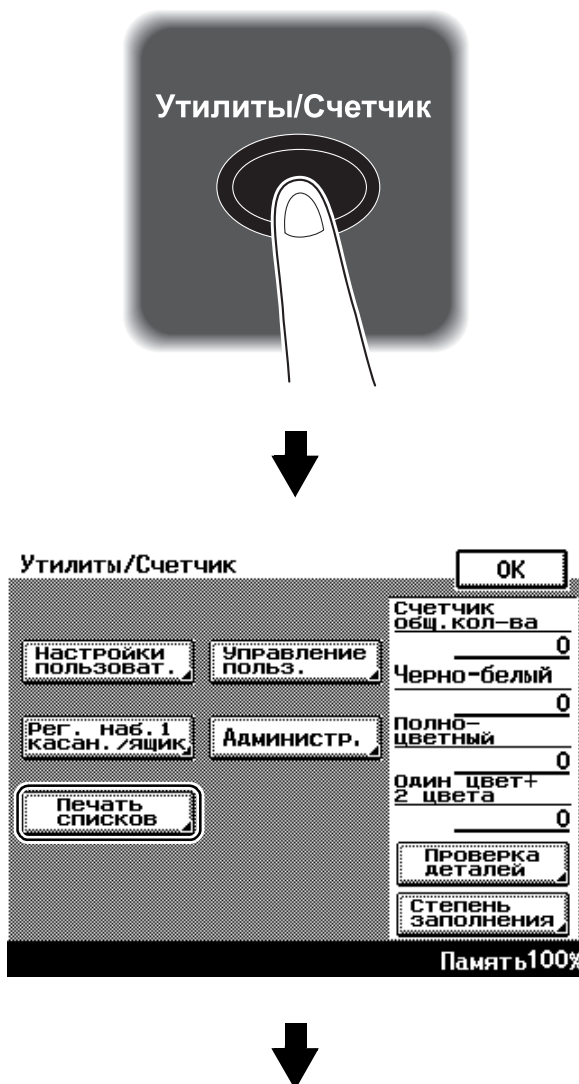 Утилиты/Счетчик
Утилиты/Счетчик
OK
Настройки
пользоват.
Управление
польз.
Рег. наб.1
касан./ящик
Администр.
Печать
списков
Счетчик
общ.кол-ва
0
Черно-белый
0
Полно-
цветный
0
Один цвет+
2 цвета
0
Проверка
деталей
Степень
заполнения
Память100%